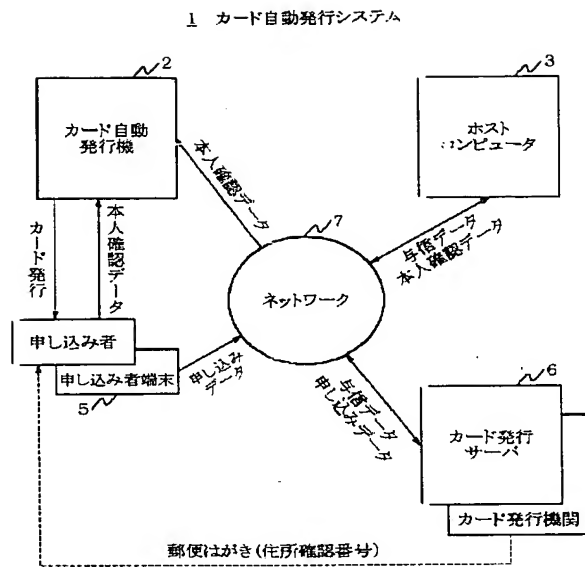 1 カード自動発行システム
2
カード自動
発行機
3
ホスト
コンピュータ
本人確認データ
7
カード発行
本人確認データ
与信データ
本人確認データ
ネットワーク
申し込み者
申し込み者端末
5
申し込み
データ
与信データ
申し込みデータ
6
カード発行
サーバ
カード発行機関
郵便はがき(住所確認番号)